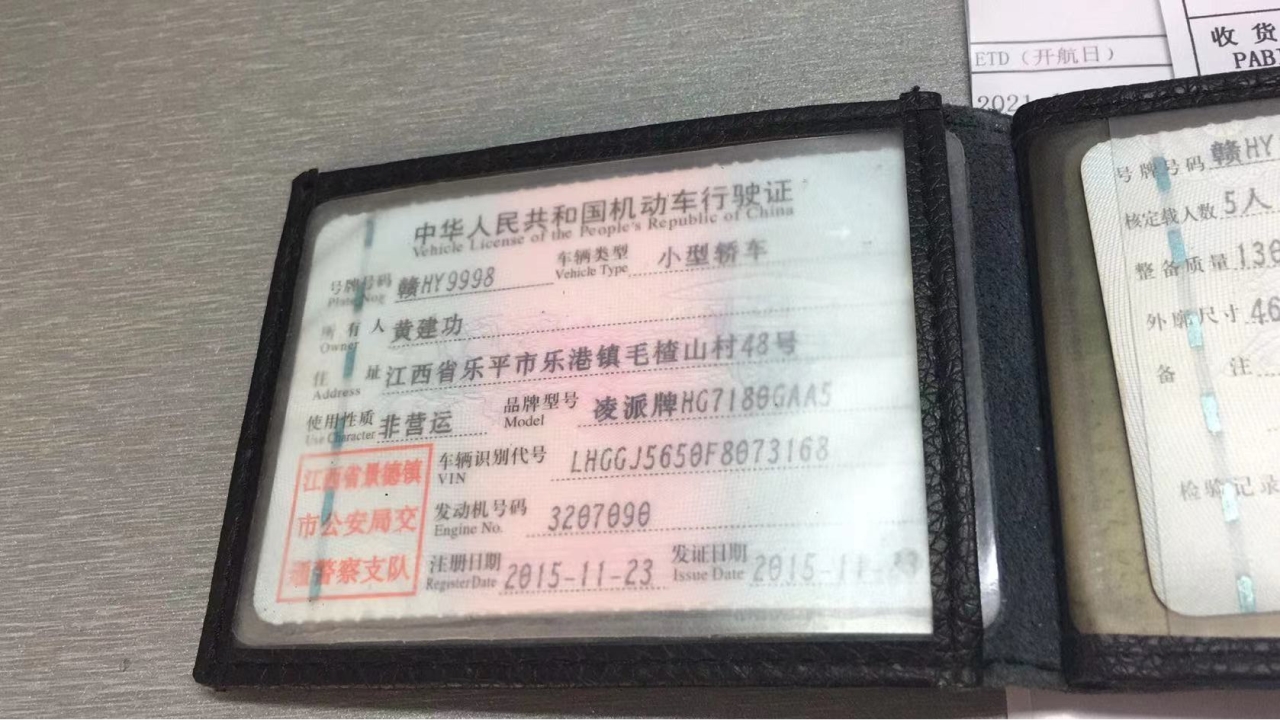 中华人民共和国机动车行驶证
Vehicle License of the People's Republic of China
号牌号码 赣HY9998 车辆类型 小型轿车
Plate No. Vehicle Type
所有人 黄建功
Owner
住址 江西省乐平市乐港镇毛楂山村48号
Address
使用性质 非营运 品牌型号 凌派牌HG7180GAA5
Use Character Model
车辆识别代号 LHGGJ5650F8073168
VIN
发动机号码 3207090
Engine No.
注册日期 2015-11-23 发证日期 2015-11-
Register Date Issue Date
江西省景德镇
市公安局交
通警察支队
ETD（开航日）
2021
收货
号牌号码 赣HY
核定载人数 5人
整备质量 136
外廓尺寸 46
备注
检验记录